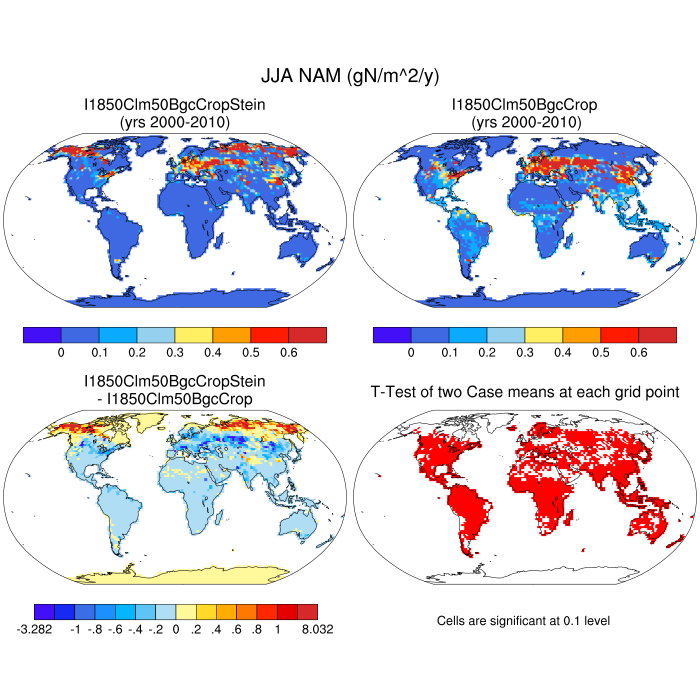 JJA NAM (gN/m^2/y)
I1850Clm50BgcCropStein
(yrs 2000-2010)
I1850Clm50BgcCrop
(yrs 2000-2010)
0 0.1 0.2 0.3 0.4 0.5 0.6
0 0.1 0.2 0.3 0.4 0.5 0.6
I1850Clm50BgcCropStein
- I1850Clm50BgcCrop
T-Test of two Case means at each grid point
-3.282 -1 -.8 -.6 -.4 -.2 0 .2 .4 .6 .8 1 8.032
Cells are significant at 0.1 level